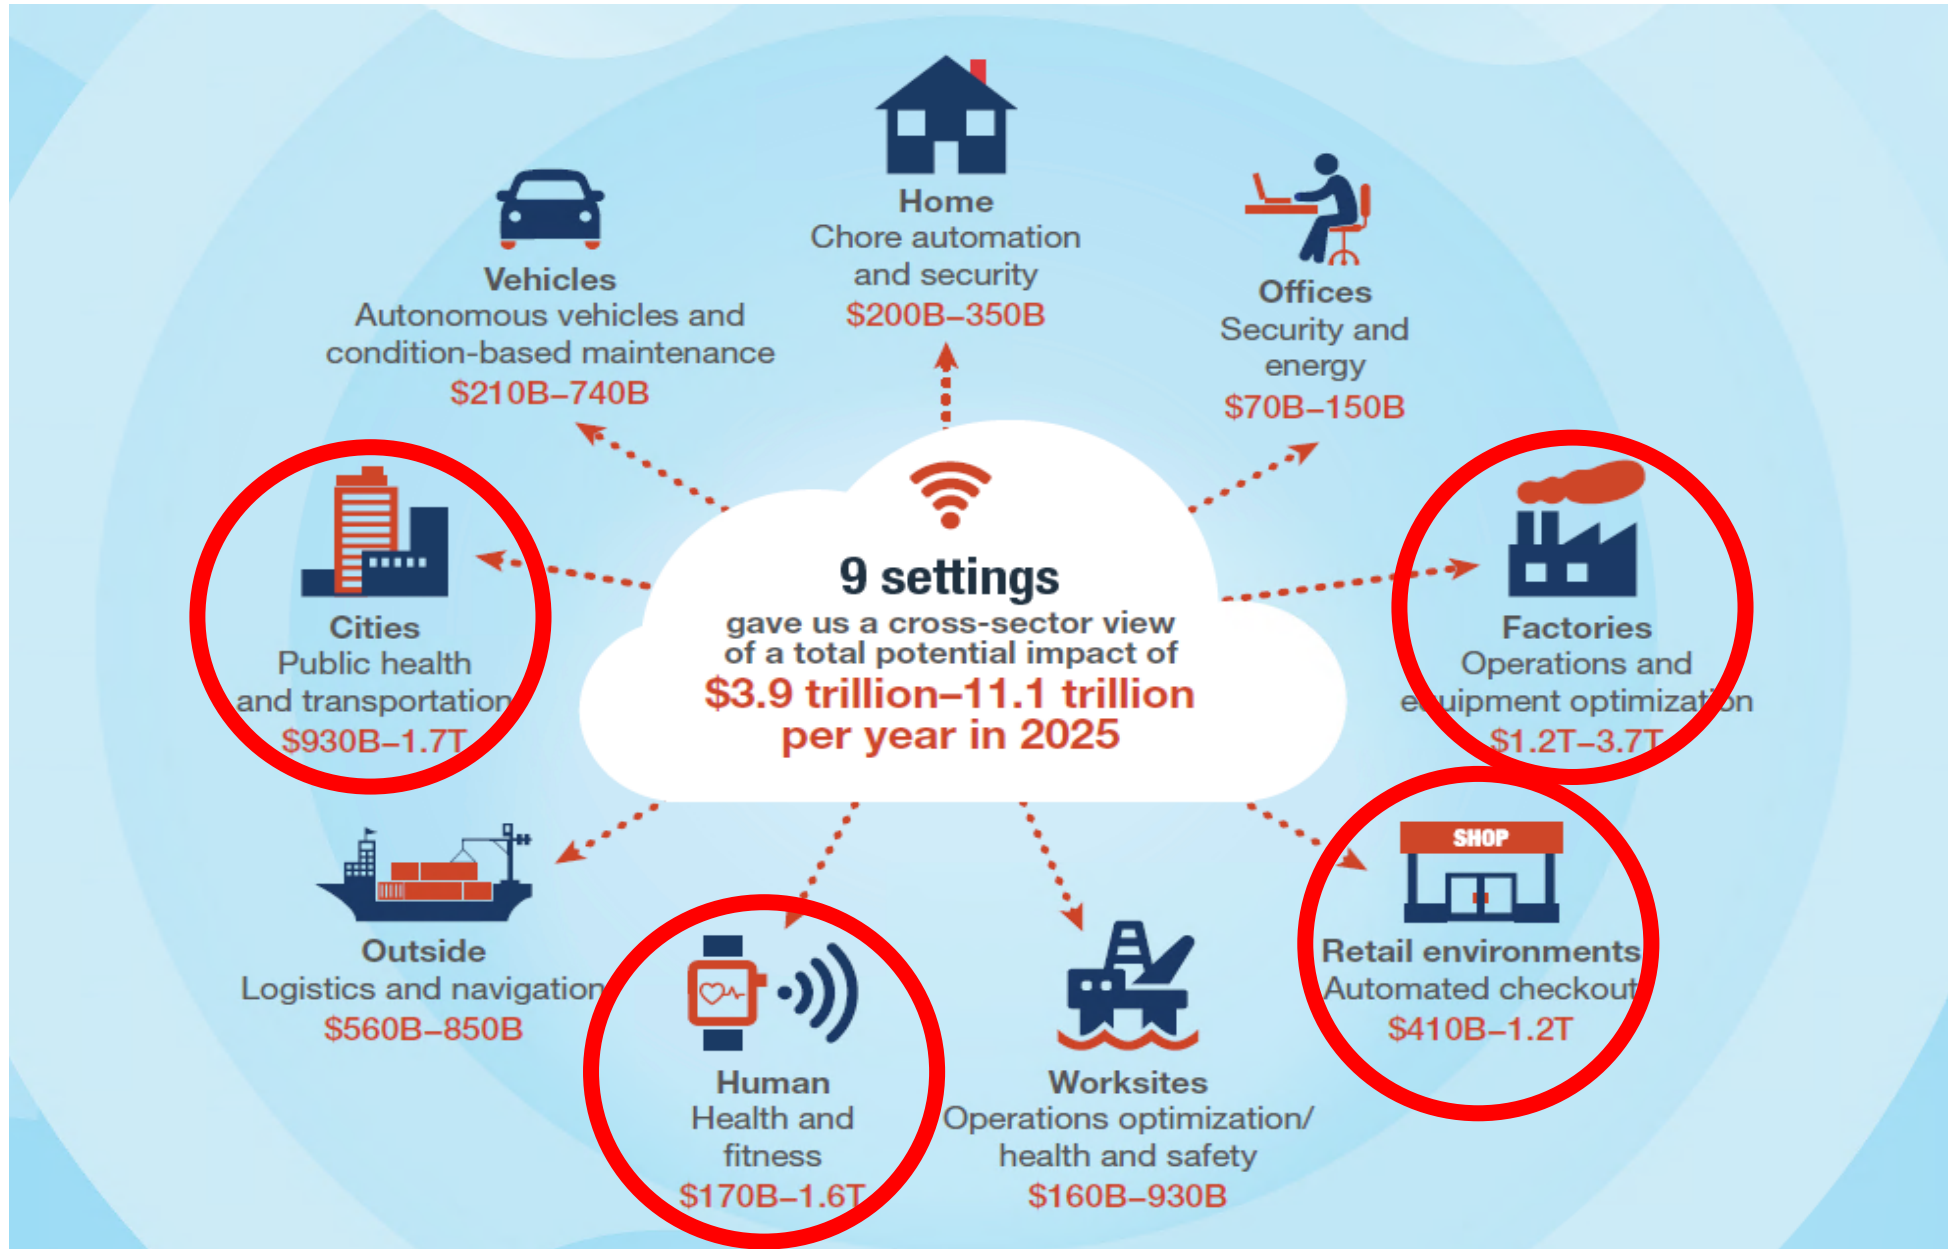 Home
Chore automation
and security
$200B–350B
Vehicles
Autonomous vehicles and
condition-based maintenance
$210B–740B
Offices
Security and
energy
$70B–150B
9 settings
gave us a cross-sector view
of a total potential impact of
$3.9 trillion–11.1 trillion
per year in 2025
Cities
Public health
and transportation
$930B–1.7T
Factories
Operations and
equipment optimization
$1.2T–3.7T
SHOP
Retail environments
Automated checkout
$410B–1.2T
Outside
Logistics and navigation
$560B–850B
Human
Health and
fitness
$170B–1.6T
Worksites
Operations optimization/
health and safety
$160B–930B